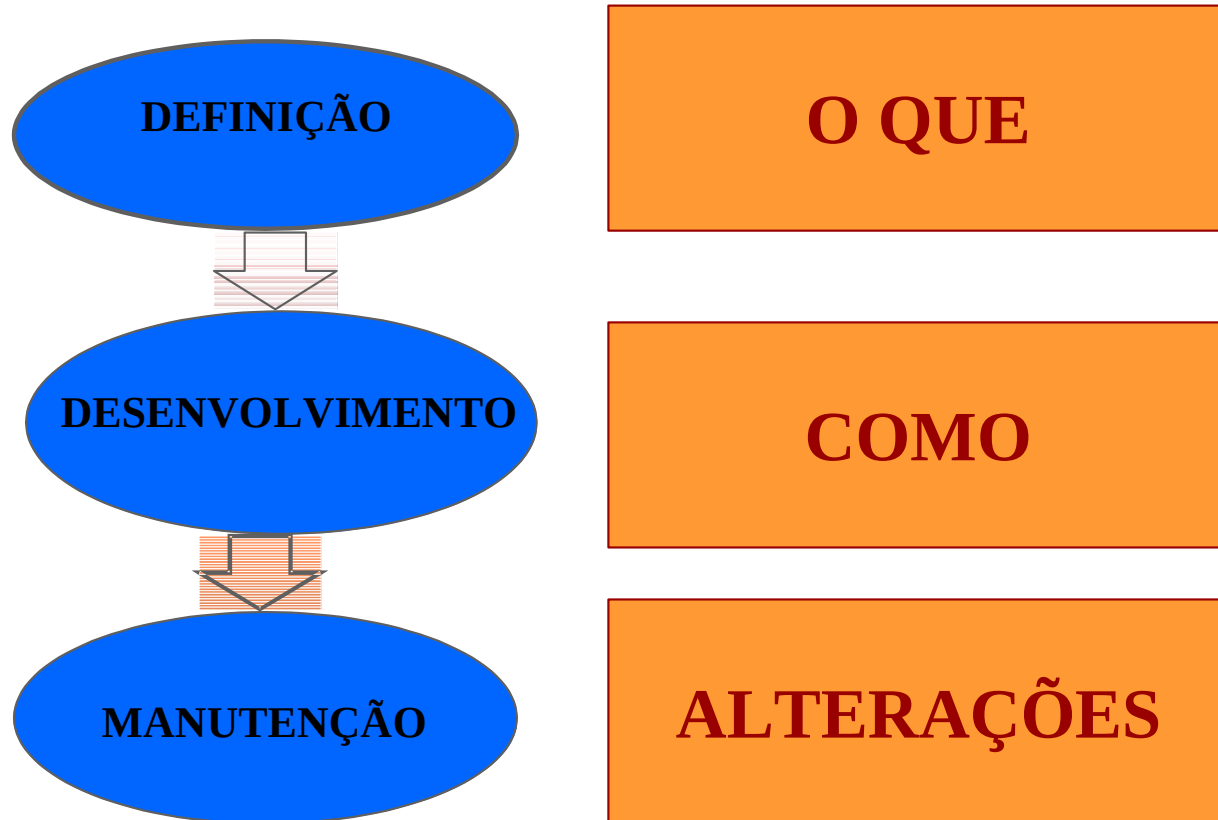 DEFINIÇÃO
O QUE
DESENVOLVIMENTO
COMO
MANUTENÇÃO
ALTERAÇÕES